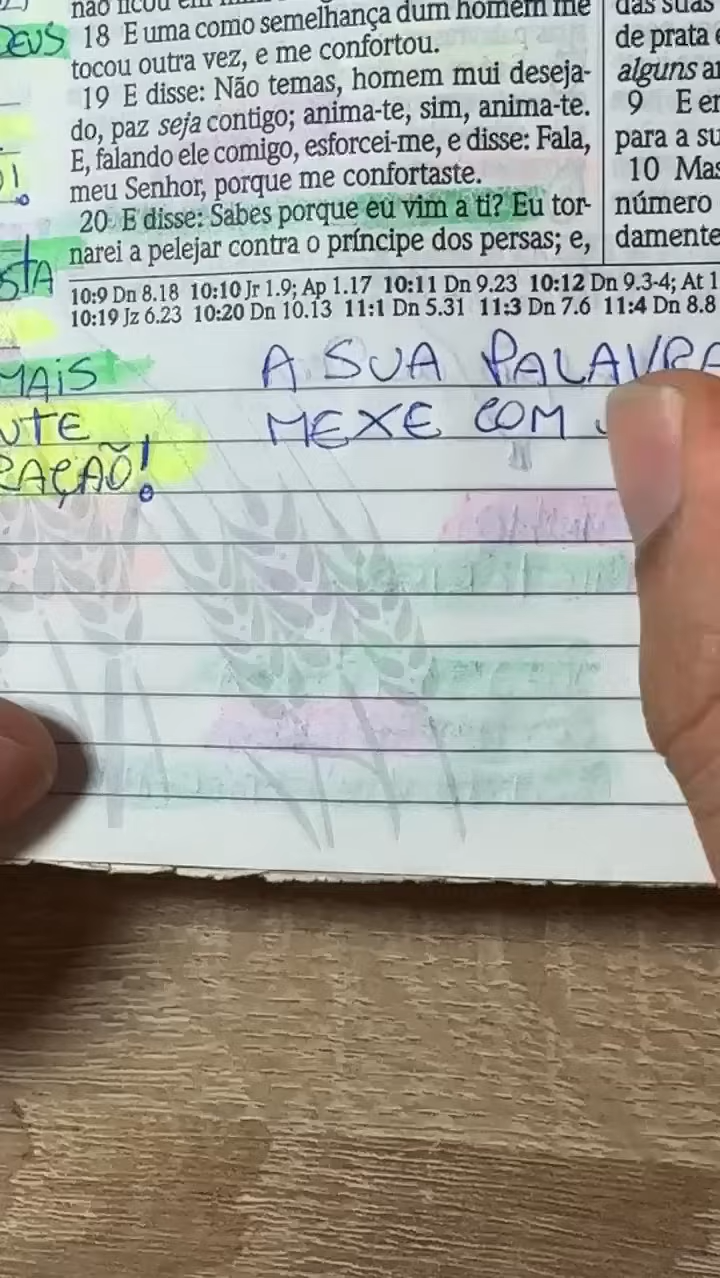 DEUS
STA
MAIS
18 E uma como semelhança dum homem me
tocou outra vez, e me confortou.
19 E disse: Não temas, homem mui deseja-
do, paz seja contigo; anima-te, sim, anima-te.
E, falando ele comigo, esforcei-me, e disse: Fala,
meu Senhor, porque me confortaste.
20 E disse: Sabes porque eu vim a ti? Eu tor-
narei a pelejar contra o príncipe dos persas; e,
das suas
de prata e
alguns
9 E
para a
10 Mas
número
damente
10:9 Dn 8.18 10:10 Jr 1.9; Ap 1.17 10:11 Dn 9.23 10:12 Dn 9.3-4; At 1
10:19 Jz 6.23 10:20 Dn 10.13 11:1 Dn 5.31 11:3 Dn 7.6 11:4 Dn 8.8
A SUA PALAVRA
MEXE COM
NTE
RAÇÃO!